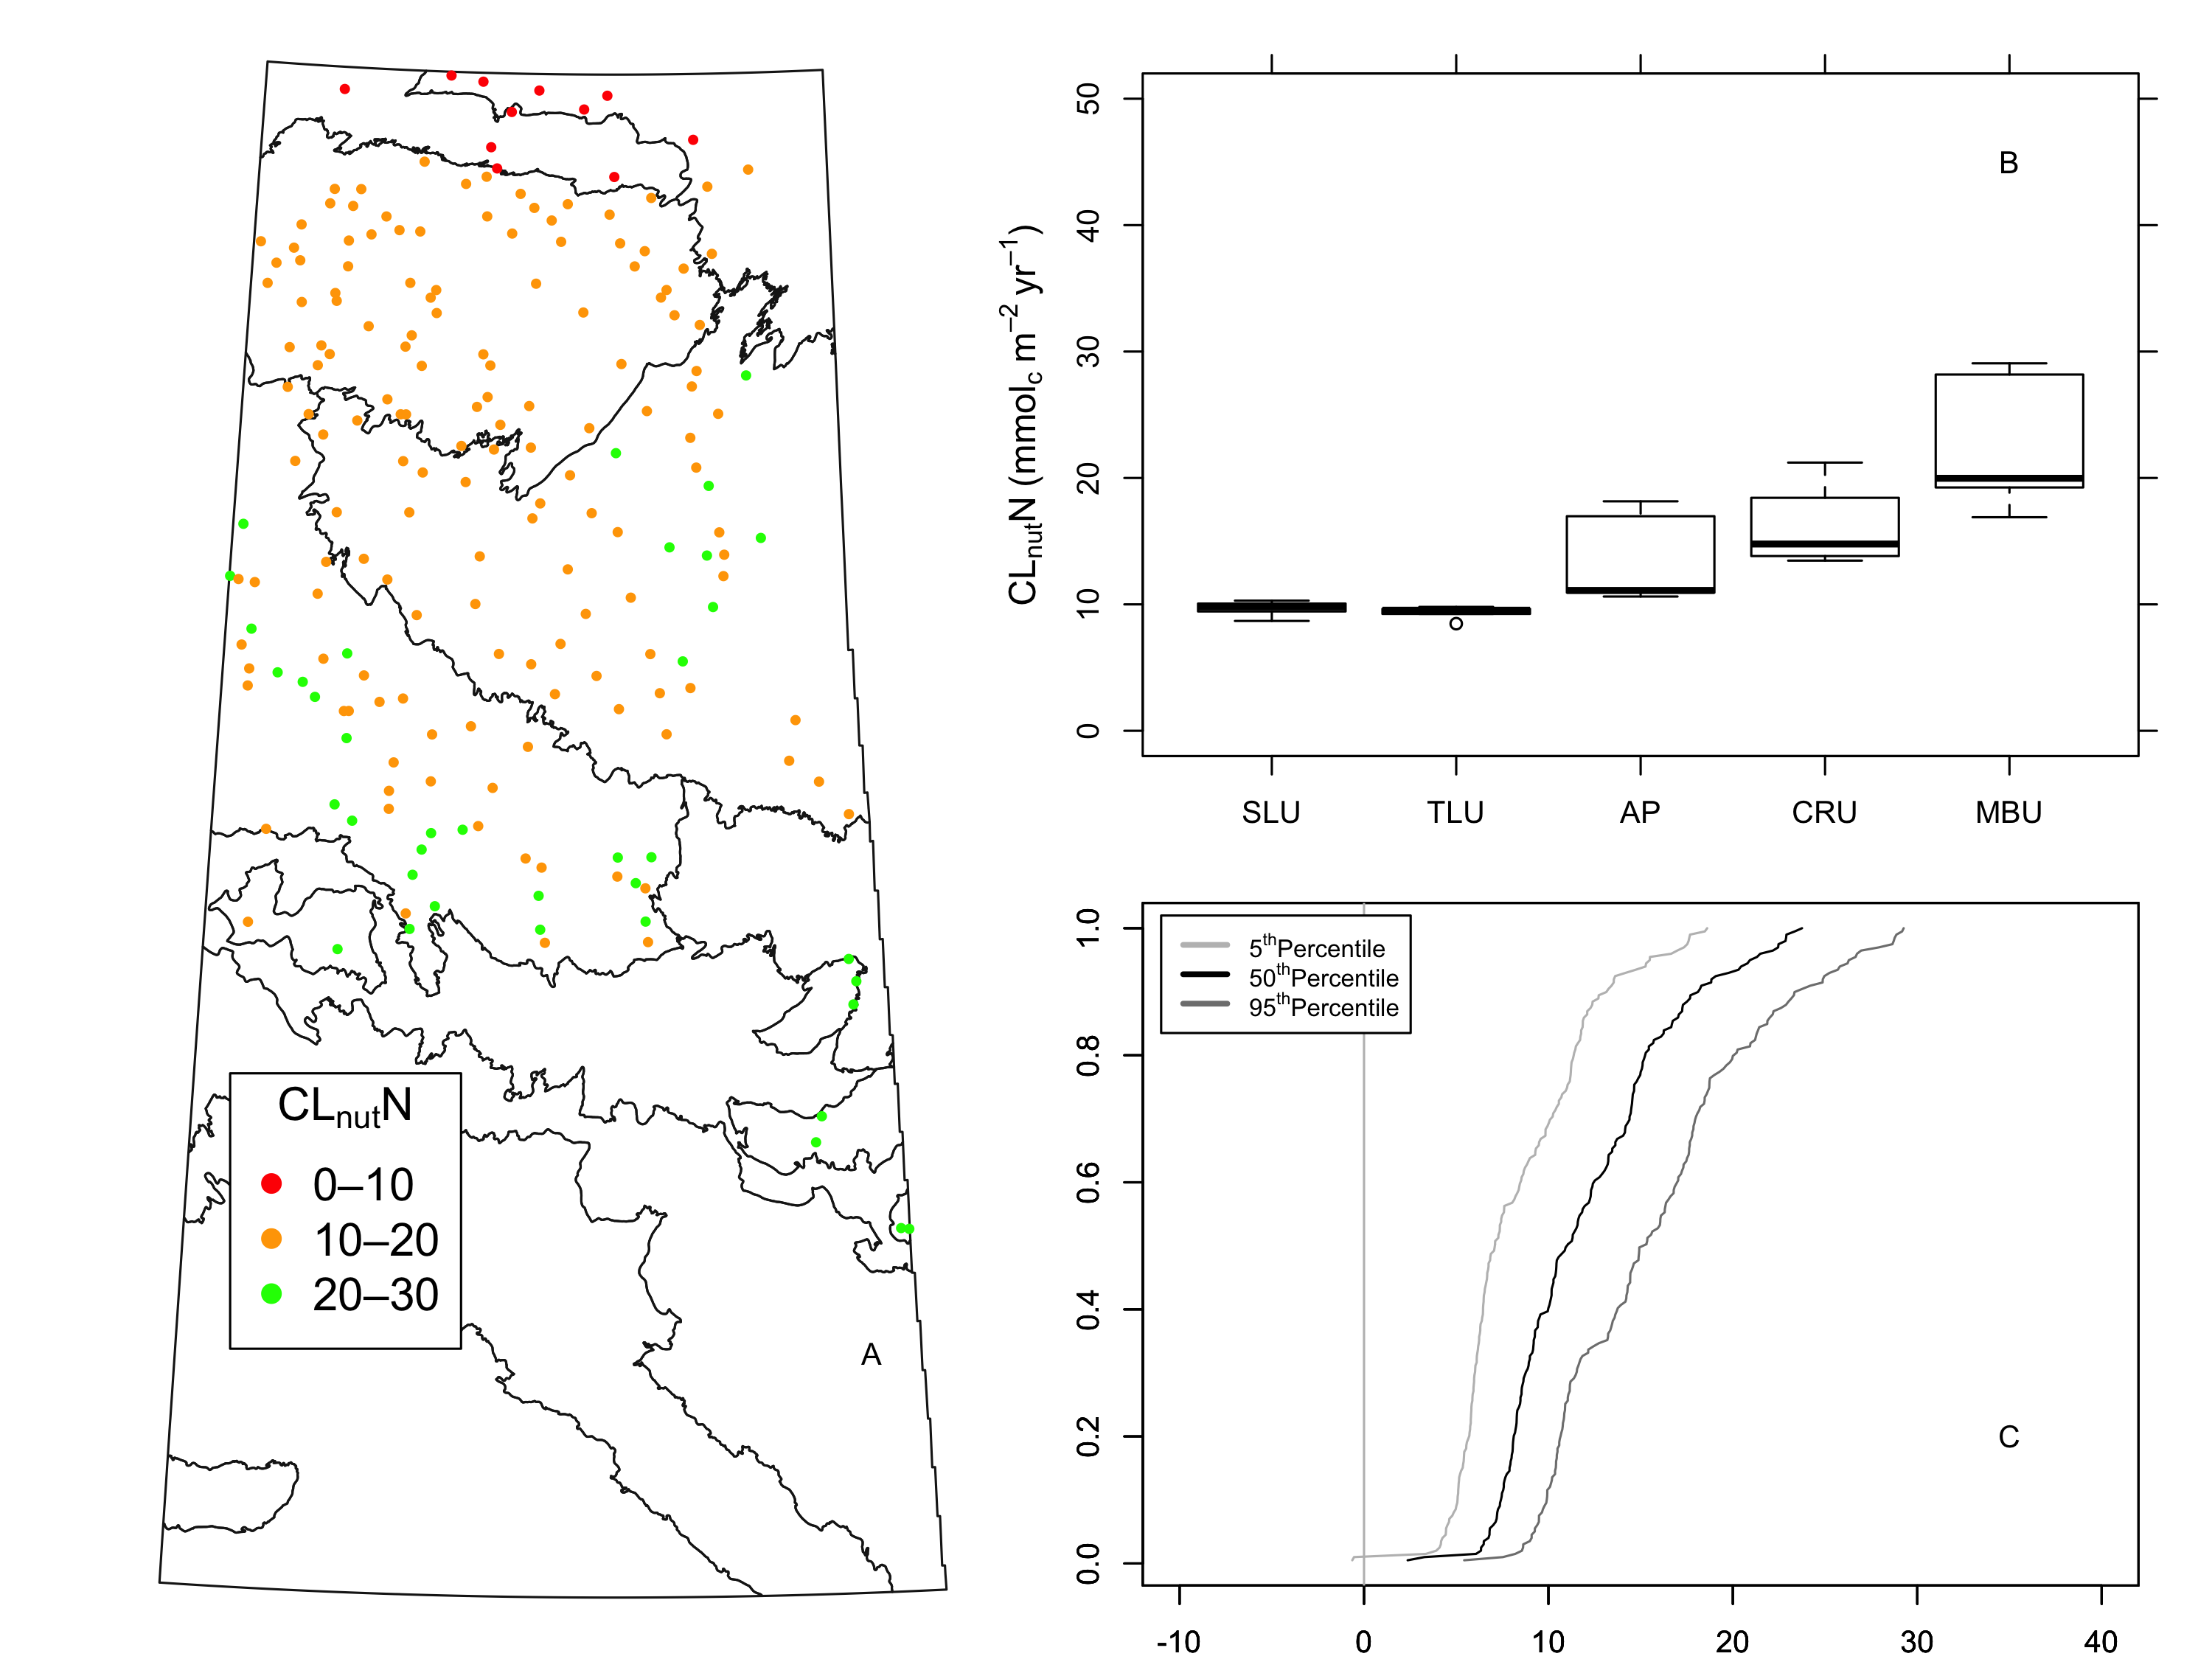 CLnutN
0–10
10–20
20–30
A
CLnutN (mmolc m−2 yr−1)
50
40
30
20
10
0
B
SLU TLU AP CRU MBU
1.0
0.8
0.6
0.4
0.2
0.0
5thPercentile
50thPercentile
95thPercentile
C
-10 0 10 20 30 40